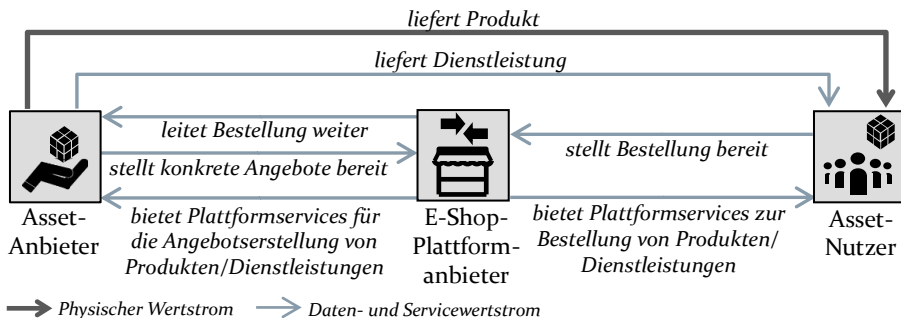 liefert Produkt
liefert Dienstleistung
leitet Bestellung weiter
stellt konkrete Angebote bereit
stellt Bestellung bereit
bietet Plattformservices für
die Angebotserstellung von
Produkten/Dienstleistungen
bietet Plattformservices zur
Bestellung von Produkten/
Dienstleistungen
Asset-
Anbieter
E-Shop-
Plattform-
anbieter
Asset-
Nutzer
Physischer Wertstrom
Daten- und Servicewertstrom